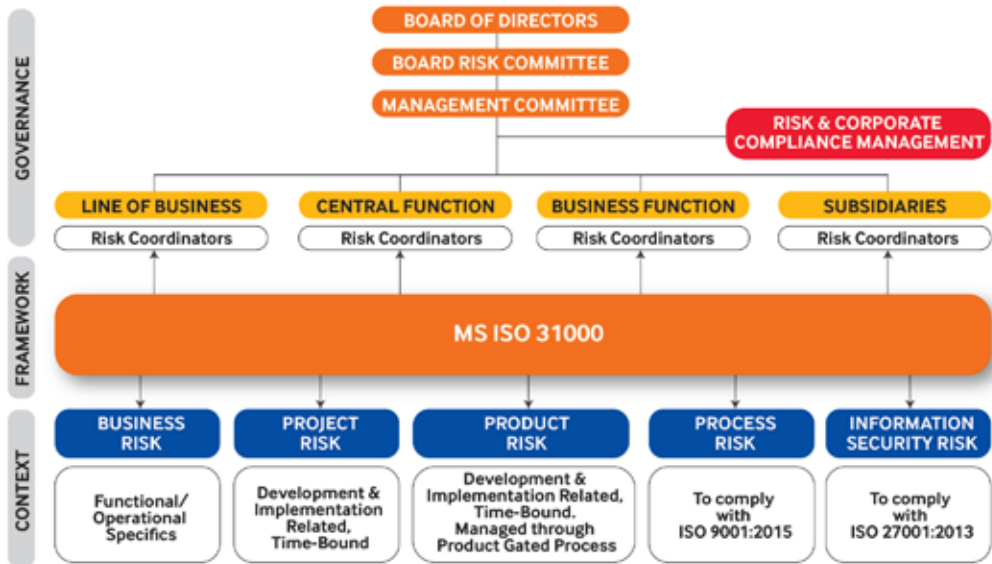 GOVERNANCE
BOARD OF DIRECTORS
BOARD RISK COMMITTEE
MANAGEMENT COMMITTEE
RISK & CORPORATE
COMPLIANCE MANAGEMENT
LINE OF BUSINESS
Risk Coordinators
CENTRAL FUNCTION
Risk Coordinators
BUSINESS FUNCTION
Risk Coordinators
SUBSIDIARIES
Risk Coordinators
FRAMEWORK
MS ISO 31000
CONTEXT
BUSINESS
RISK
Functional/
Operational
Specifics
PROJECT
RISK
Development &
Implementation
Related,
Time-Bound
PRODUCT
RISK
Development &
Implementation Related,
Time-Bound.
Managed through
Product Gated Process
PROCESS
RISK
To comply
with
ISO 9001:2015
INFORMATION
SECURITY RISK
To comply
with
ISO 27001:2013